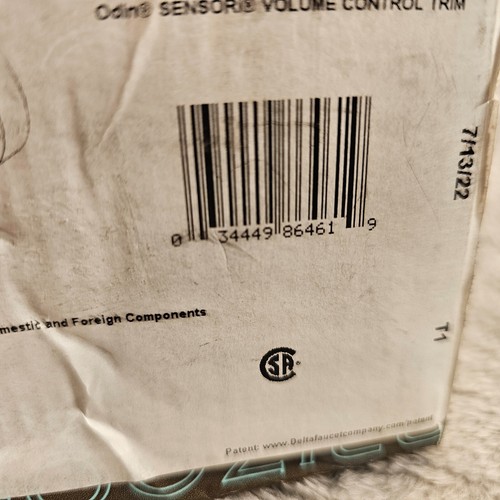 Odin® SENSORI® VOLUME CONTROL TRIM
7/13/22
0 34449 86461 9
mestic and Foreign Components
T1
CSA®
Patent: www.Deltafaucetcompany.com/patent